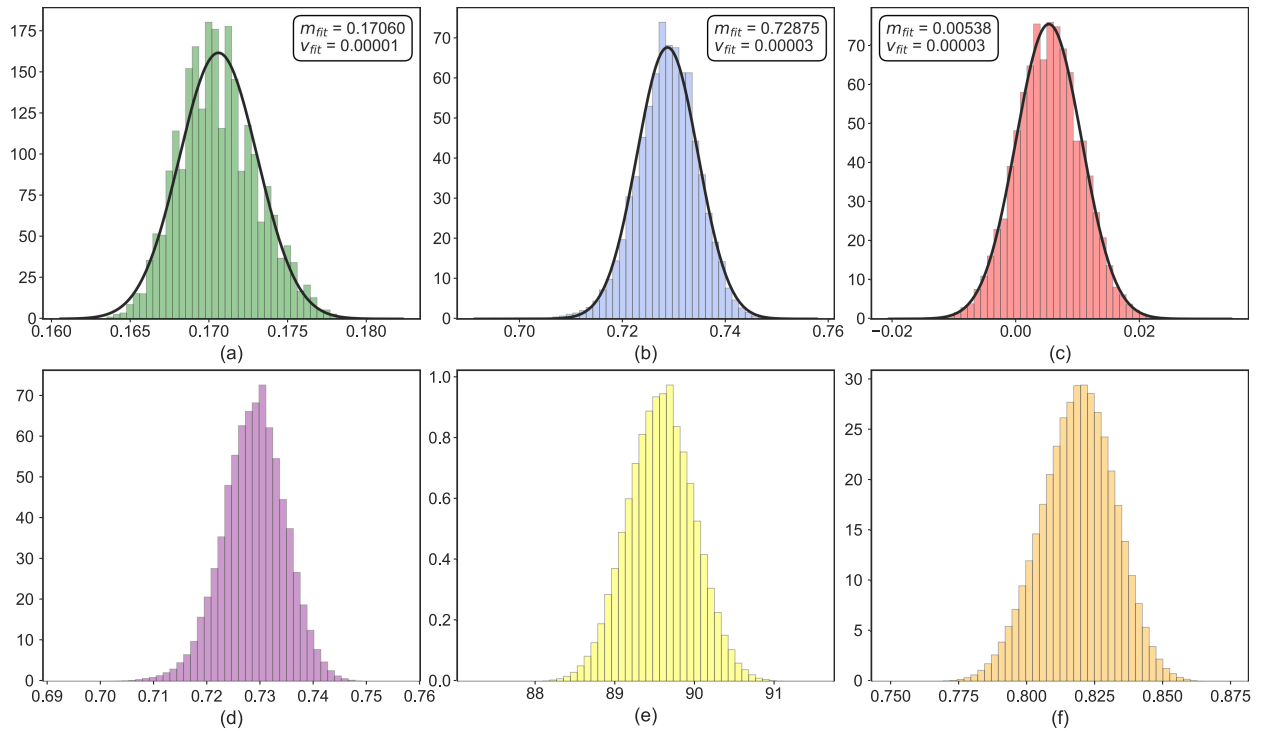 m_fit = 0.17060
v_fit = 0.00001
175
150
125
100
75
50
25
0
0.160 0.165 0.170 0.175 0.180
(a)
m_fit = 0.72875
v_fit = 0.00003
70
60
50
40
30
20
10
0
0.70 0.72 0.74 0.76
(b)
m_fit = 0.00538
v_fit = 0.00003
70
60
50
40
30
20
10
0
−0.02 0.00 0.02
(c)
70
60
50
40
30
20
10
0
0.69 0.70 0.71 0.72 0.73 0.74 0.75 0.76
(d)
1.0
0.8
0.6
0.4
0.2
0.0
88 89 90 91
(e)
30
25
20
15
10
5
0
0.750 0.775 0.800 0.825 0.850 0.875
(f)